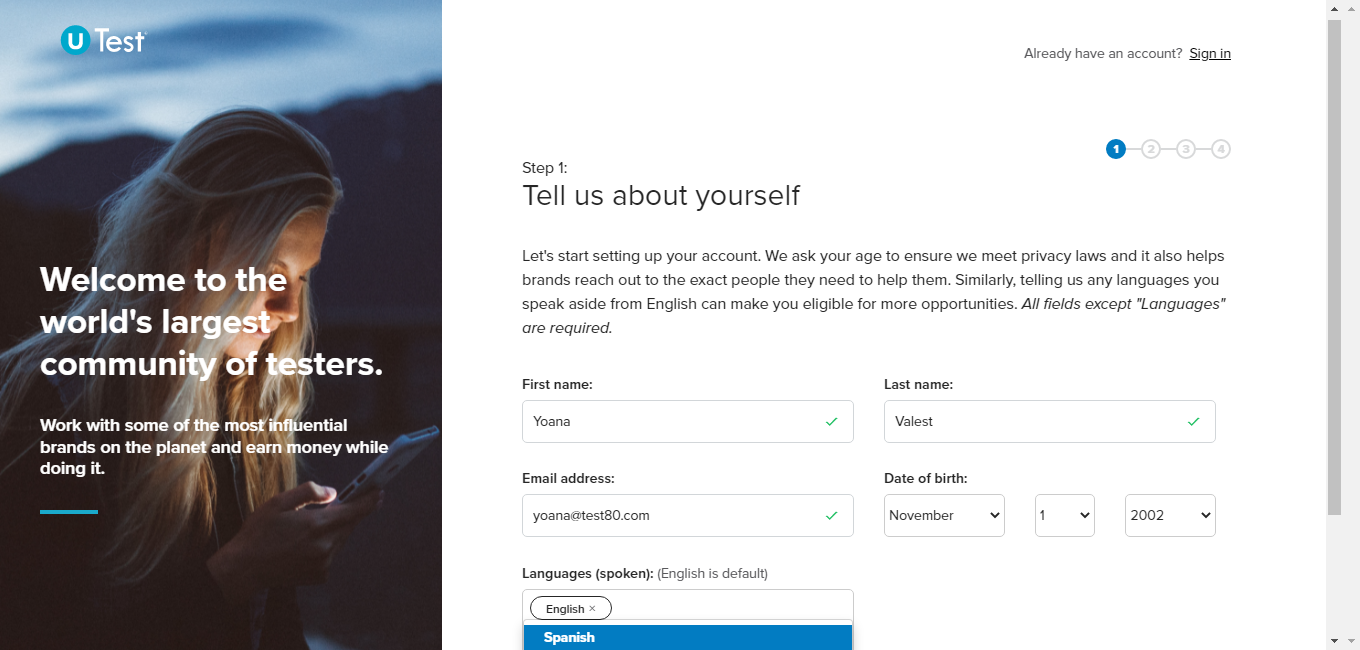 U Test
Already have an account? Sign in
1 2 3 4
Step 1:
Tell us about yourself
Let's start setting up your account. We ask your age to ensure we meet privacy laws and it also helps
brands reach out to the exact people they need to help them. Similarly, telling us any languages you
speak aside from English can make you eligible for more opportunities. All fields except "Languages"
are required.
Welcome to the
world's largest
community of testers.
Work with some of the most influential
brands on the planet and earn money while
doing it.
First name: Last name:
Yoana Valest
Email address: Date of birth:
yoana@test80.com November 1 2002
Languages (spoken): (English is default)
English ×
Spanish